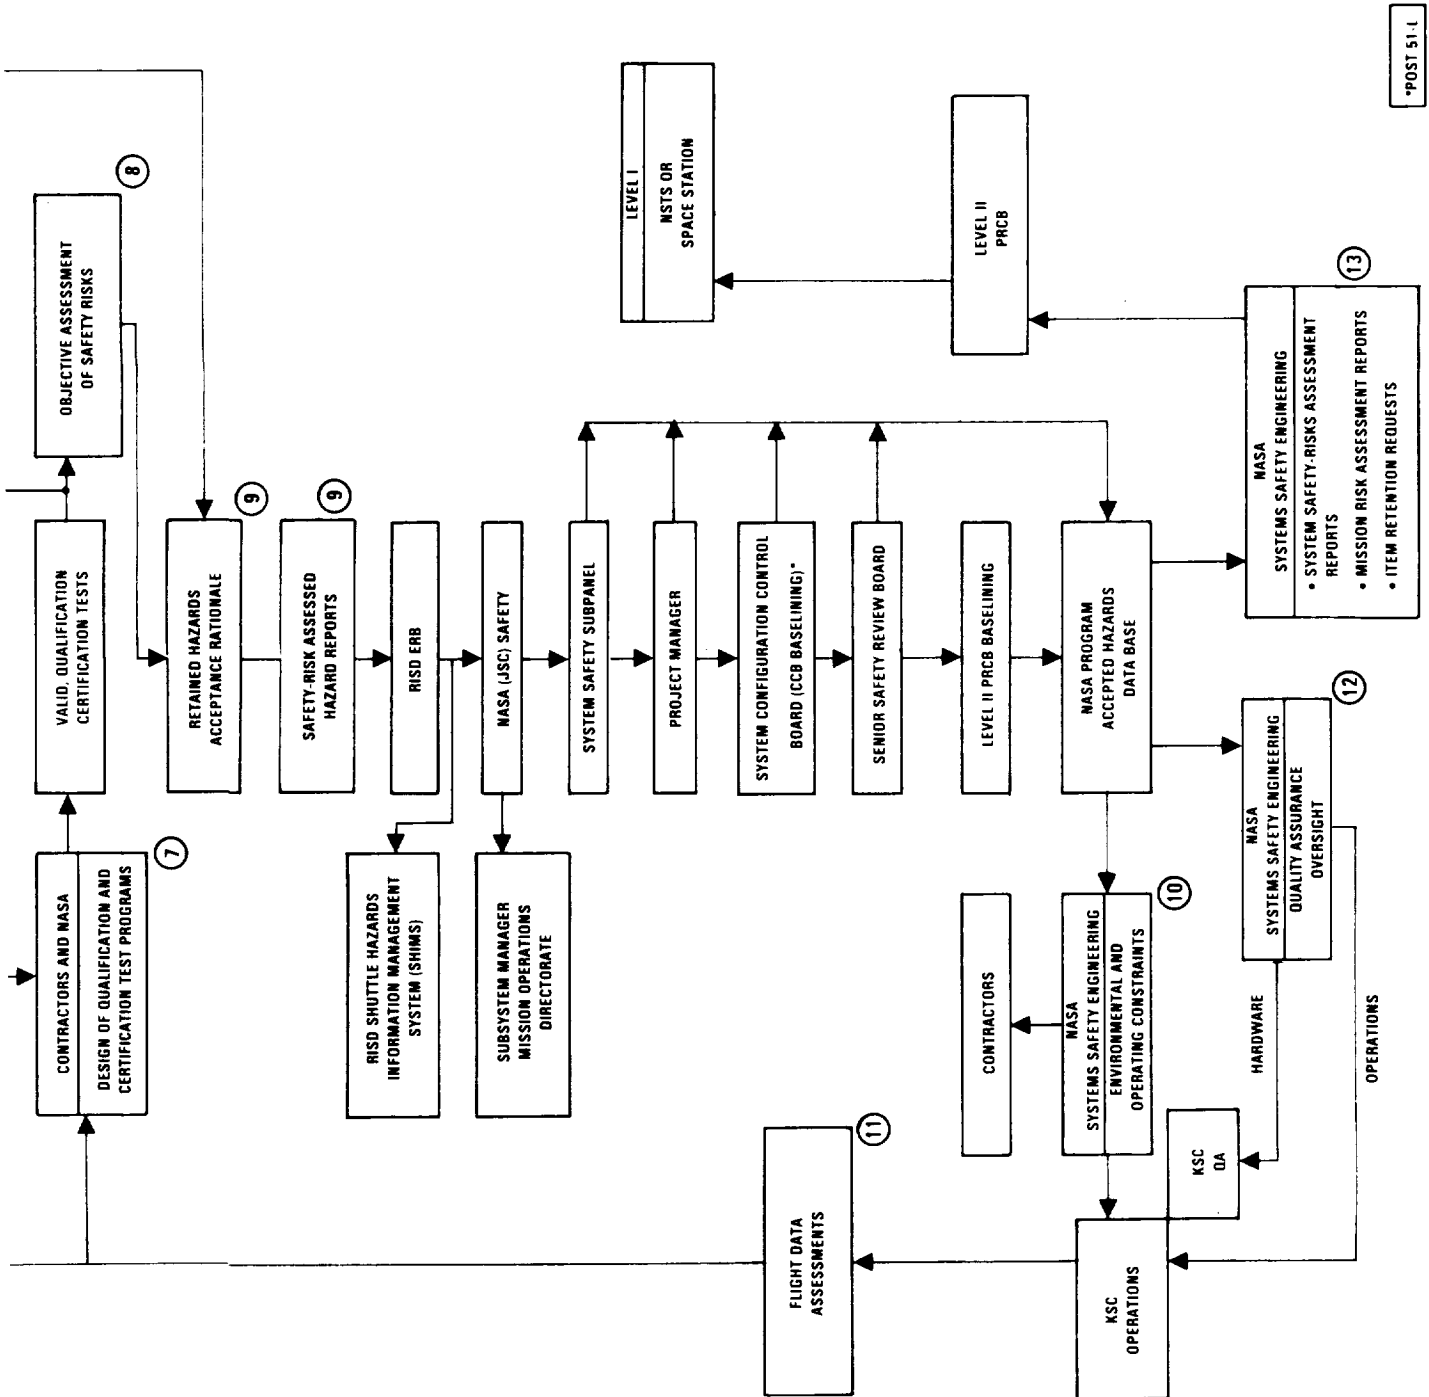 *POST 51-L
CONTRACTORS AND NASA
DESIGN OF QUALIFICATION AND
CERTIFICATION TEST PROGRAMS
7
VALID, QUALIFICATION
CERTIFICATION TESTS
OBJECTIVE ASSESSMENT
OF SAFETY RISKS
8
RETAINED HAZARDS
ACCEPTANCE RATIONALE
9
SAFETY-RISK ASSESSED
HAZARD REPORTS
9
RISD ERB
RISD SHUTTLE HAZARDS
INFORMATION MANAGEMENT
SYSTEM (SHIMS)
NASA (JSC) SAFETY
SUBSYSTEM MANAGER
MISSION OPERATIONS
DIRECTORATE
SYSTEM SAFETY SUBPANEL
PROJECT MANAGER
SYSTEM CONFIGURATION CONTROL
BOARD (CCB BASELINING)*
SENIOR SAFETY REVIEW BOARD
LEVEL II PRCB BASELINING
NASA PROGRAM
ACCEPTED HAZARDS
DATA BASE
LEVEL I
NSTS OR
SPACE STATION
LEVEL II
PRCB
FLIGHT DATA
ASSESSMENTS
11
CONTRACTORS
NASA
SYSTEMS SAFETY ENGINEERING
ENVIRONMENTAL AND
OPERATING CONSTRAINTS
10
KSC
OPERATIONS
KSC
QA
HARDWARE
OPERATIONS
NASA
SYSTEMS SAFETY ENGINEERING
QUALITY ASSURANCE
OVERSIGHT
12
NASA
SYSTEMS SAFETY ENGINEERING
• SYSTEM SAFETY-RISKS ASSESSMENT
REPORTS
• MISSION RISK ASSESSMENT REPORTS
• ITEM RETENTION REQUESTS
13